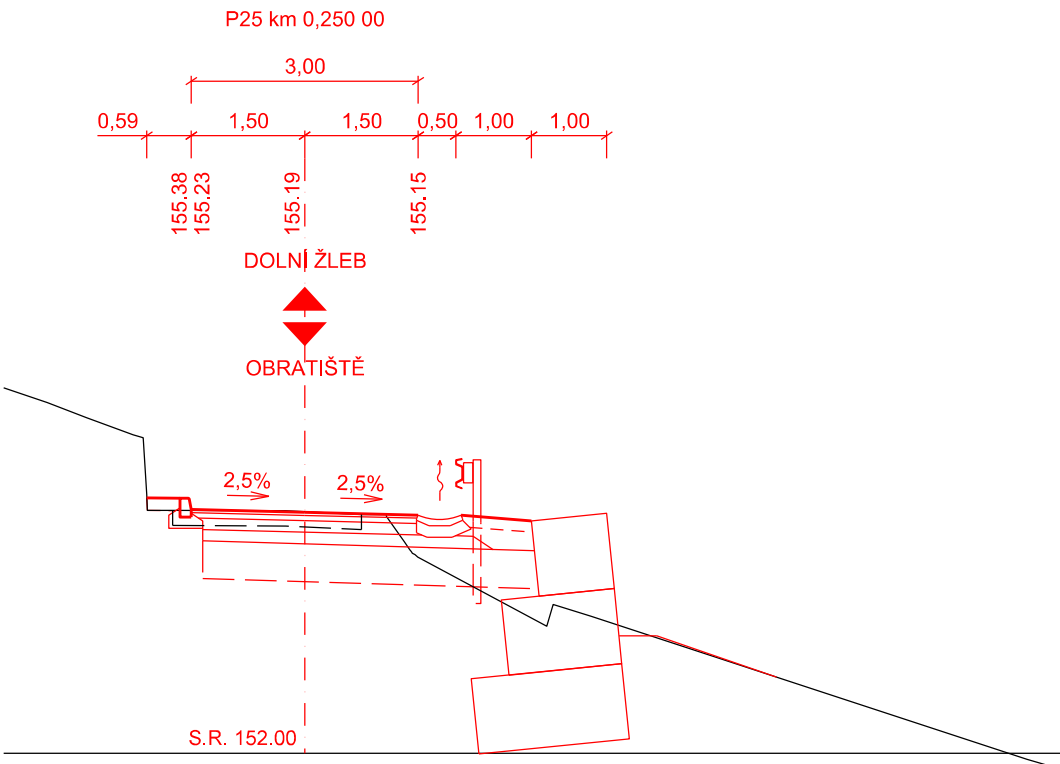 P25 km 0,250 00
3,00
0,59 1,50 1,50 0,50 1,00 1,00
155.38 155.23 155.19 155.15
DOLNÍ ŽLEB
OBRATIŠTĚ
2,5% 2,5%
S.R. 152.00